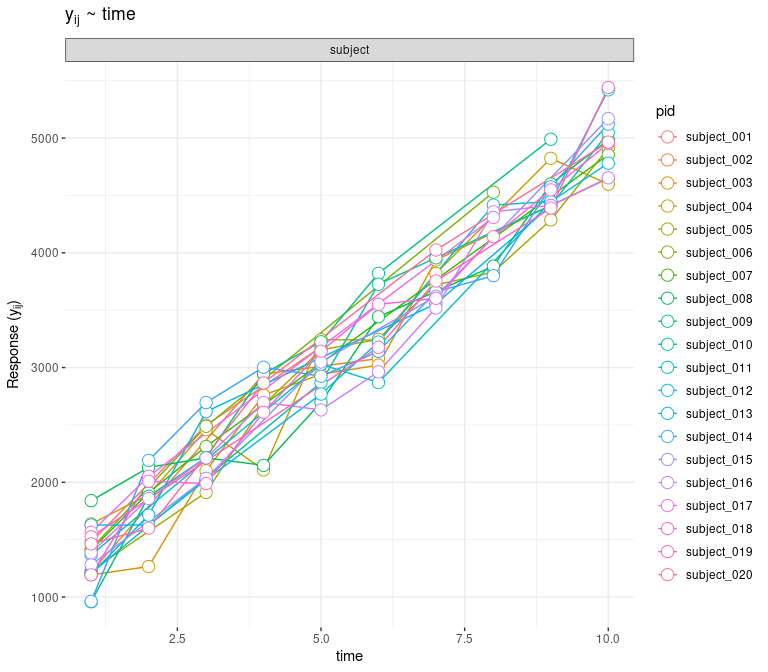 y_ij ~ time
subject
Response (y_ij)
5000
4000
3000
2000
1000
2.5 5.0 7.5 10.0
time
pid
subject_001
subject_002
subject_003
subject_004
subject_005
subject_006
subject_007
subject_008
subject_009
subject_010
subject_011
subject_012
subject_013
subject_014
subject_015
subject_016
subject_017
subject_018
subject_019
subject_020